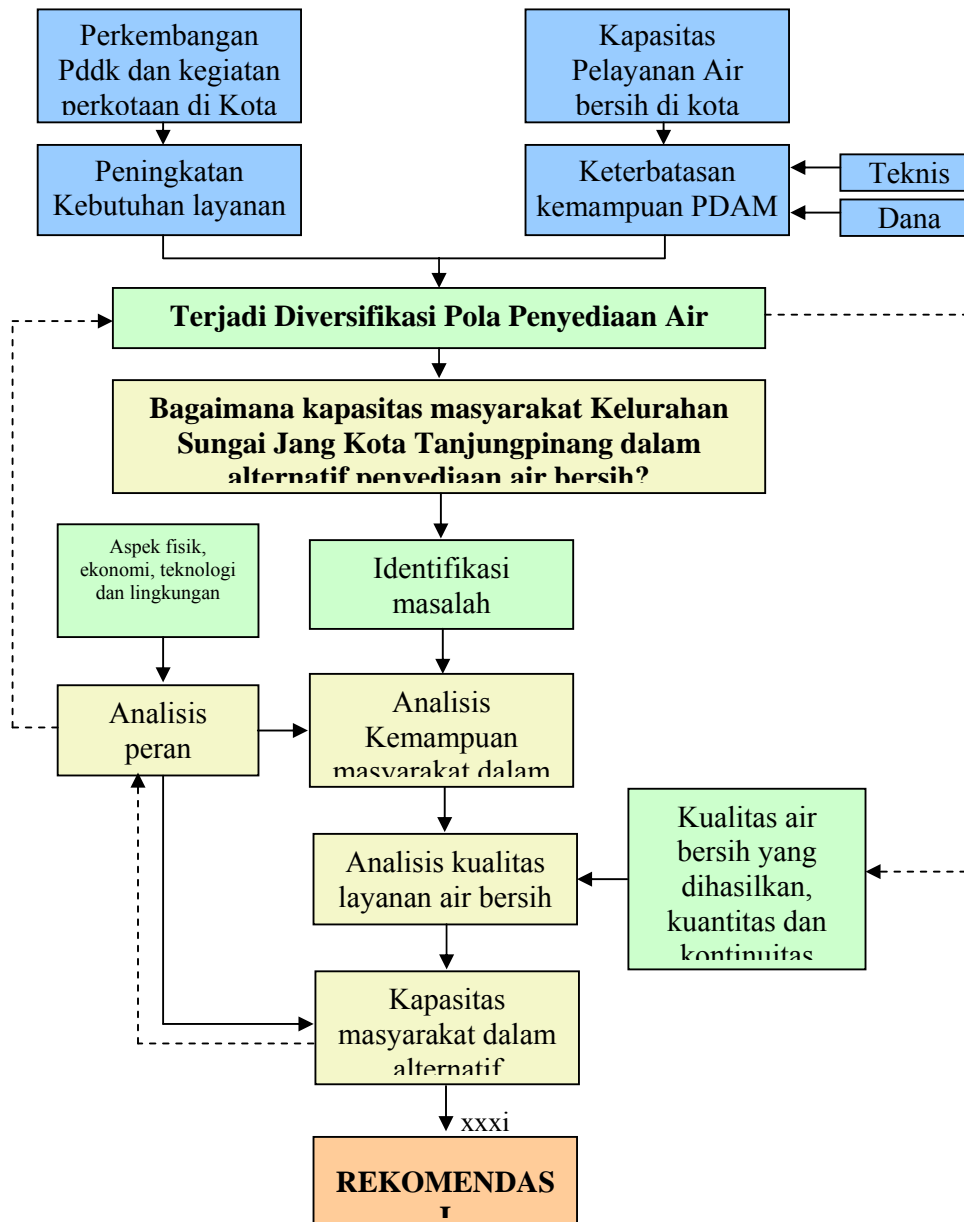 Perkembangan
Pddk dan kegiatan
perkotaan di Kota
Kapasitas
Pelayanan Air
bersih di kota
Peningkatan
Kebutuhan layanan
Keterbatasan
kemampuan PDAM
Teknis
Dana
Terjadi Diversifikasi Pola Penyediaan Air
Bagaimana kapasitas masyarakat Kelurahan
Sungai Jang Kota Tanjungpinang dalam
alternatif penyediaan air bersih?
Aspek fisik,
ekonomi, teknologi
dan lingkungan
Identifikasi
masalah
Analisis
peran
Analisis
Kemampuan
masyarakat dalam
Kualitas air
bersih yang
dihasilkan,
kuantitas dan
kontinuitas
Analisis kualitas
layanan air bersih
Kapasitas
masyarakat dalam
alternatif
xxxi
REKOMENDAS
I